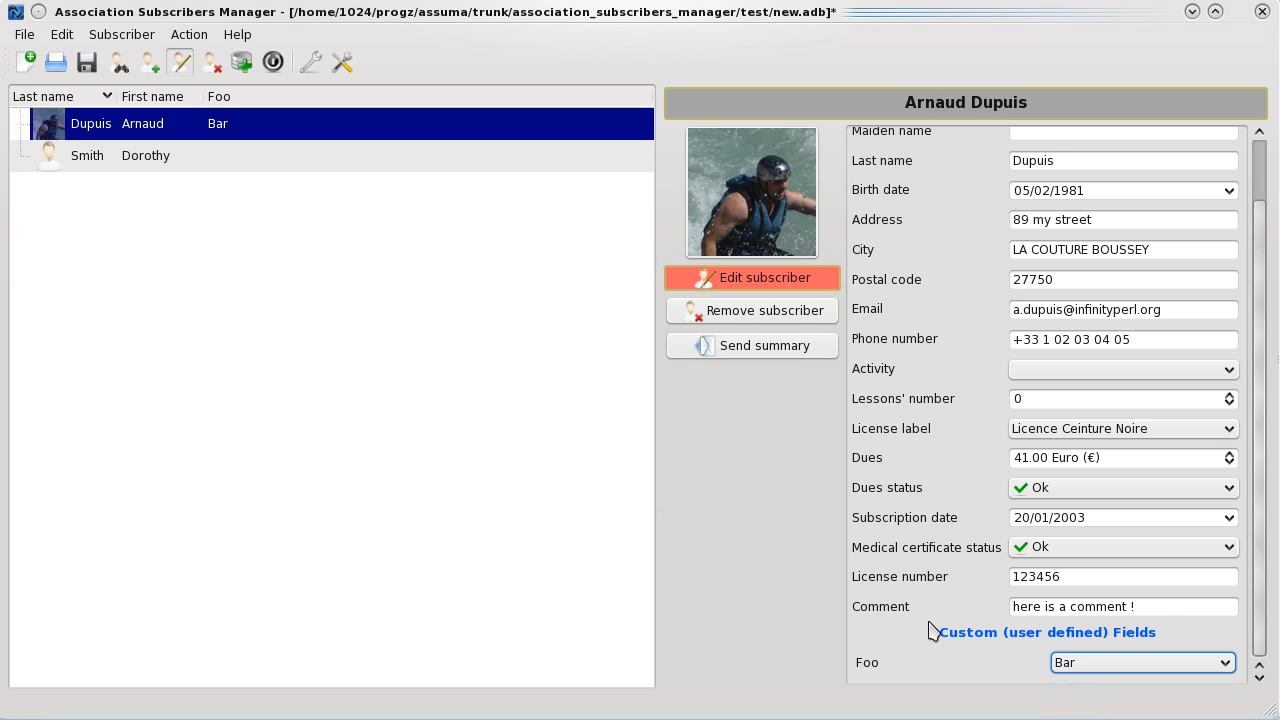 Association Subscribers Manager - [/home/1024/progz/assuma/trunk/association_subscribers_manager/test/new.adb]*
File Edit Subscriber Action Help
Last name First name Foo
Dupuis Arnaud Bar
Smith Dorothy
Arnaud Dupuis
Edit subscriber
Remove subscriber
Send summary
Maiden name
Last name Dupuis
Birth date 05/02/1981
Address 89 my street
City LA COUTURE BOUSSEY
Postal code 27750
Email a.dupuis@infinityperl.org
Phone number +33 1 02 03 04 05
Activity
Lessons' number 0
License label Licence Ceinture Noire
Dues 41.00 Euro (€)
Dues status Ok
Subscription date 20/01/2003
Medical certificate status Ok
License number 123456
Comment here is a comment !
Custom (user defined) Fields
Foo Bar